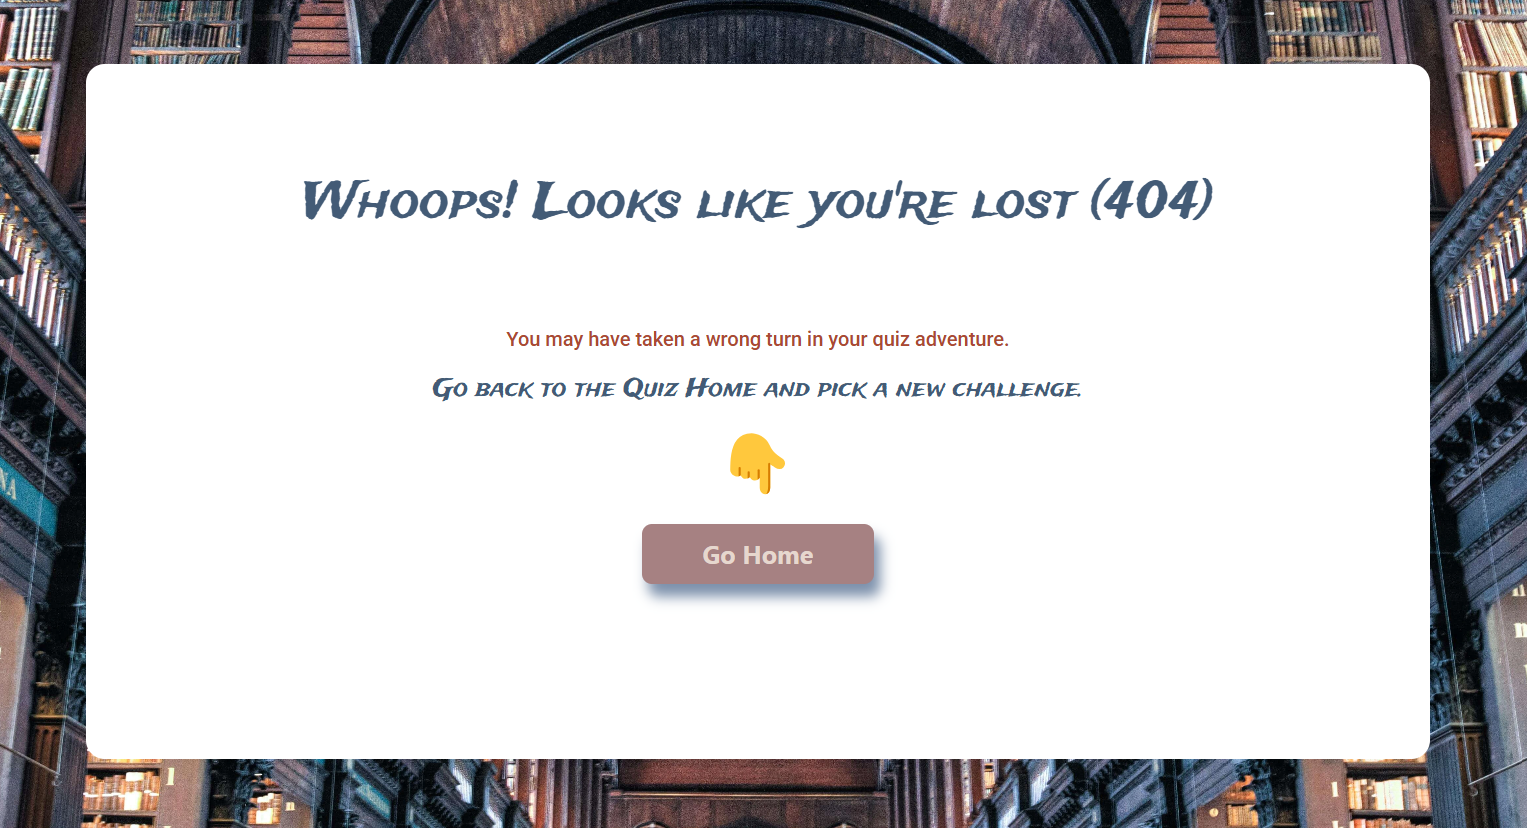 Whoops! Looks like you're lost (404)
You may have taken a wrong turn in your quiz adventure.
Go back to the Quiz Home and pick a new challenge.
Go Home